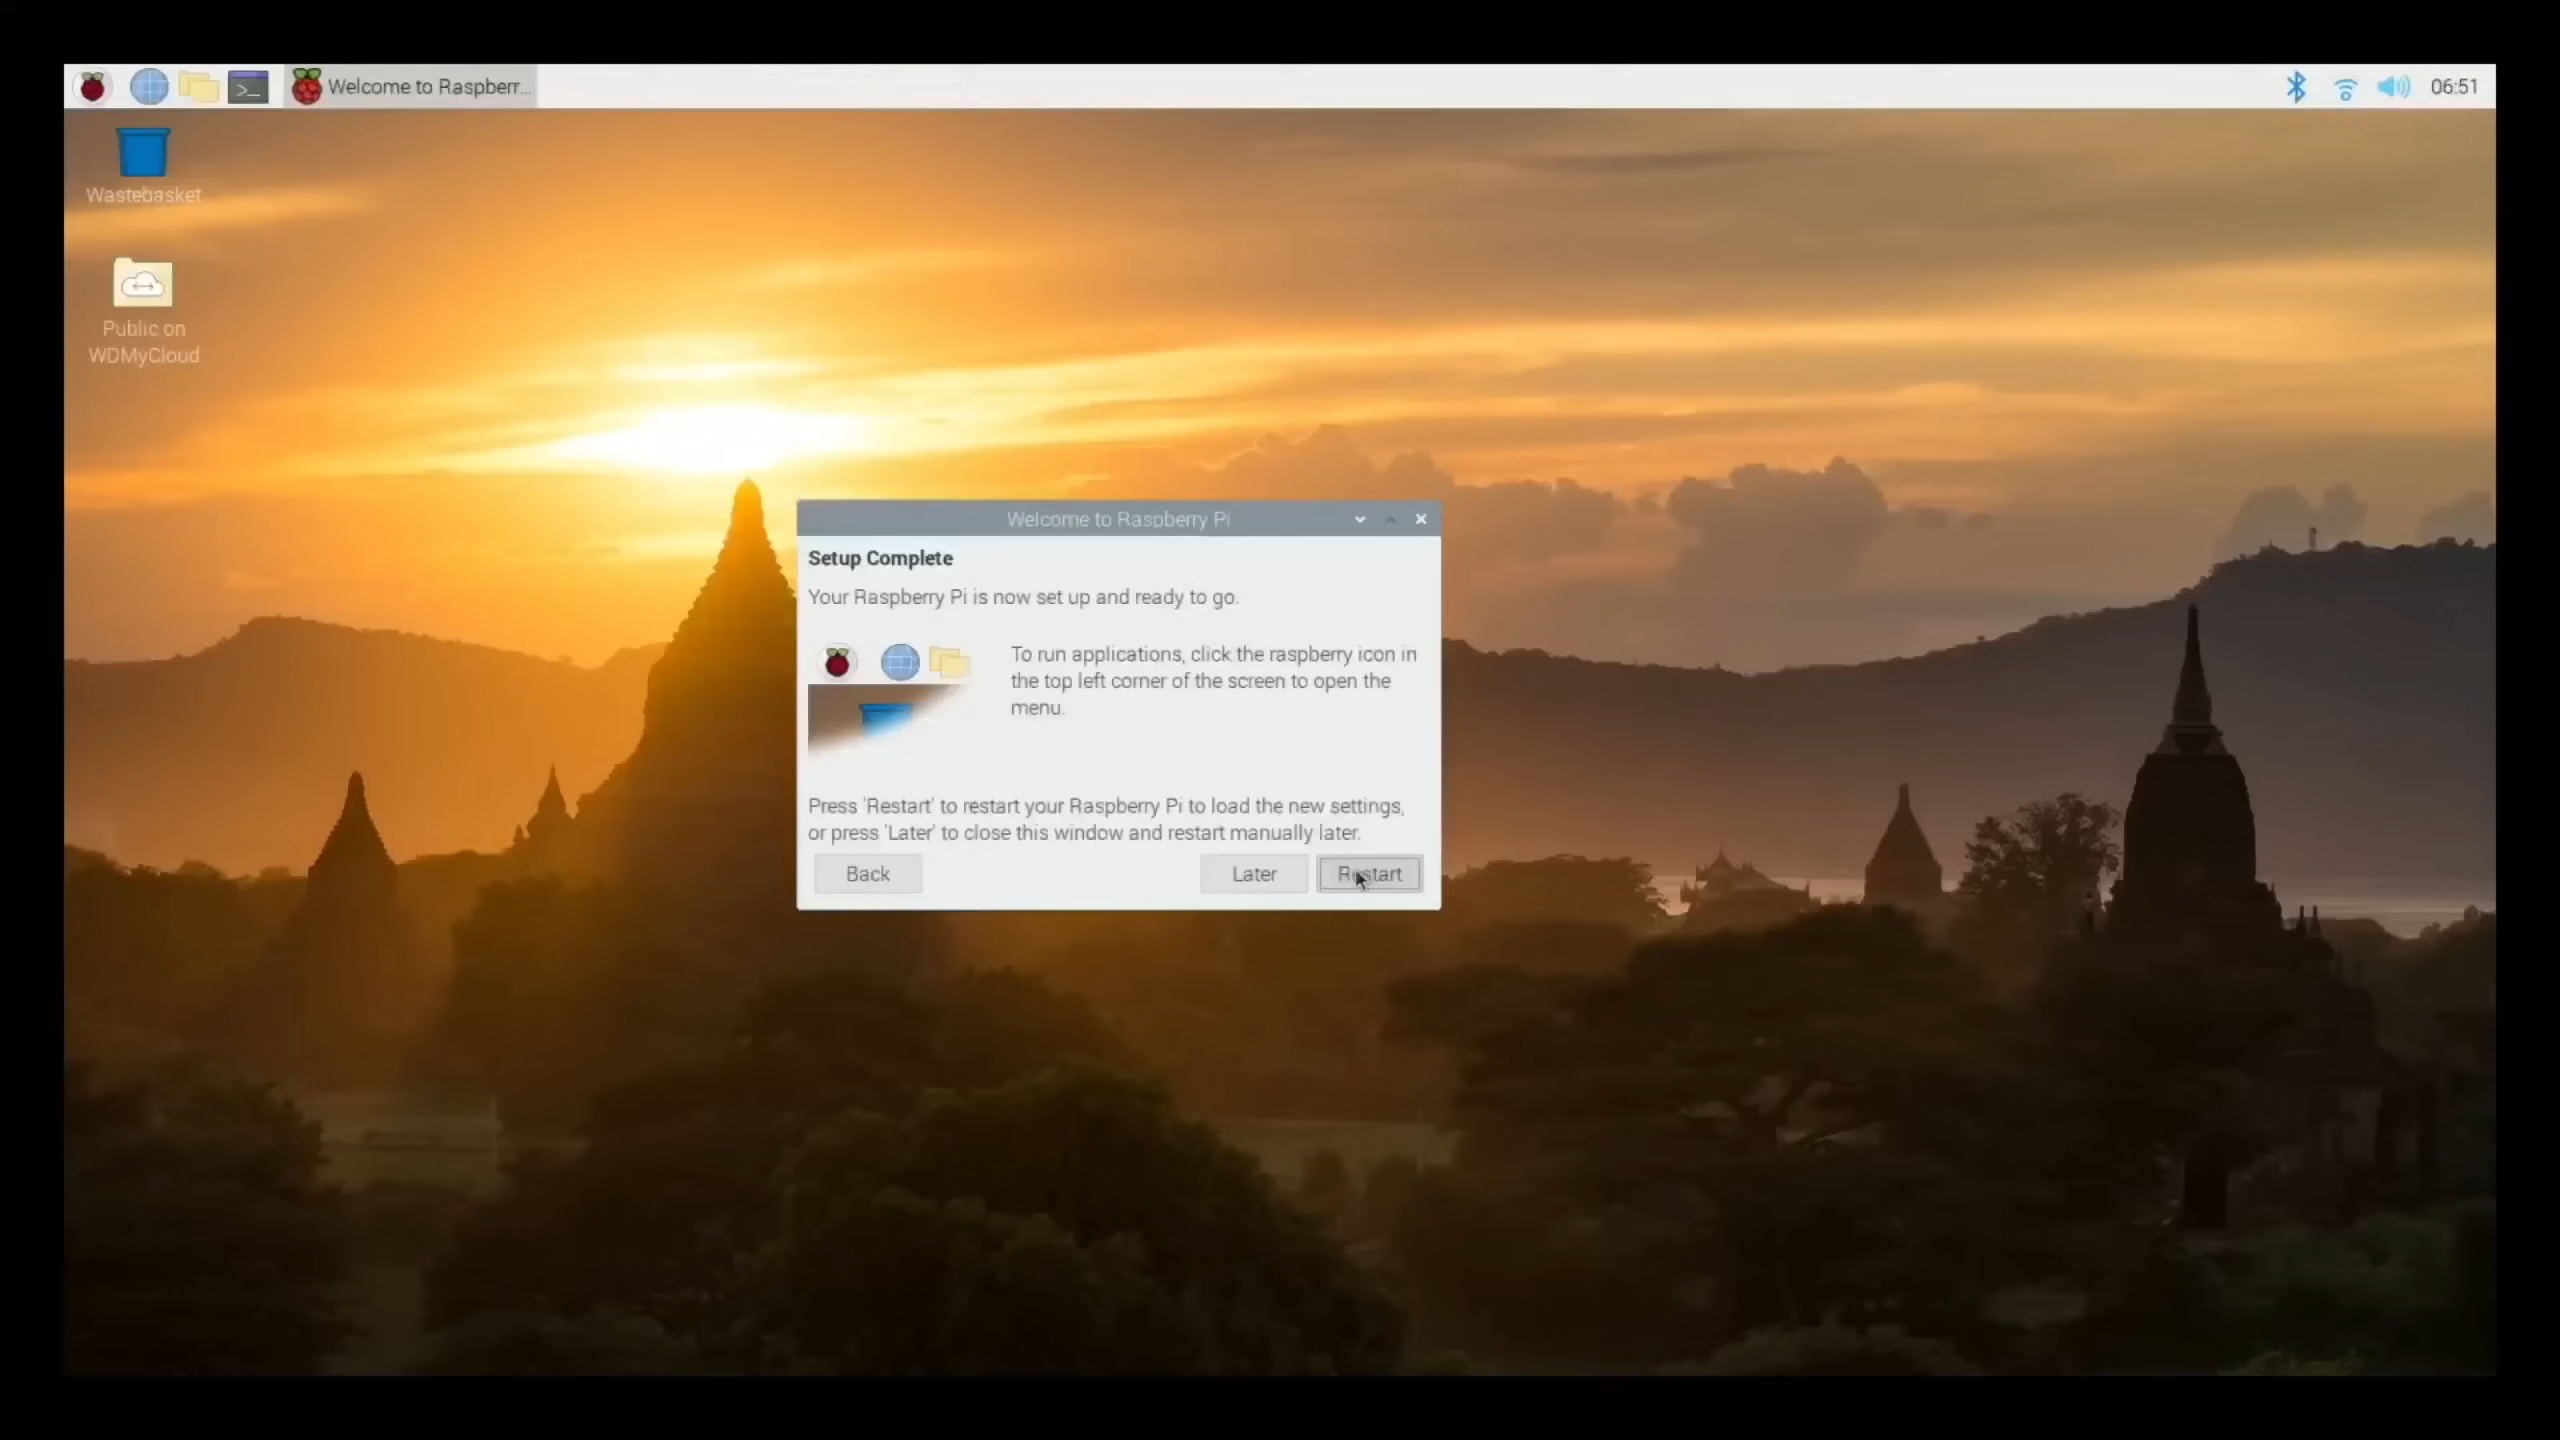 Welcome to Raspberr...
06:51
Wastebasket
Public on
WDMyCloud
Welcome to Raspberry Pi
Setup Complete
Your Raspberry Pi is now set up and ready to go.
To run applications, click the raspberry icon in
the top left corner of the screen to open the
menu.
Press 'Restart' to restart your Raspberry Pi to load the new settings,
or press 'Later' to close this window and restart manually later.
Back
Later
Restart